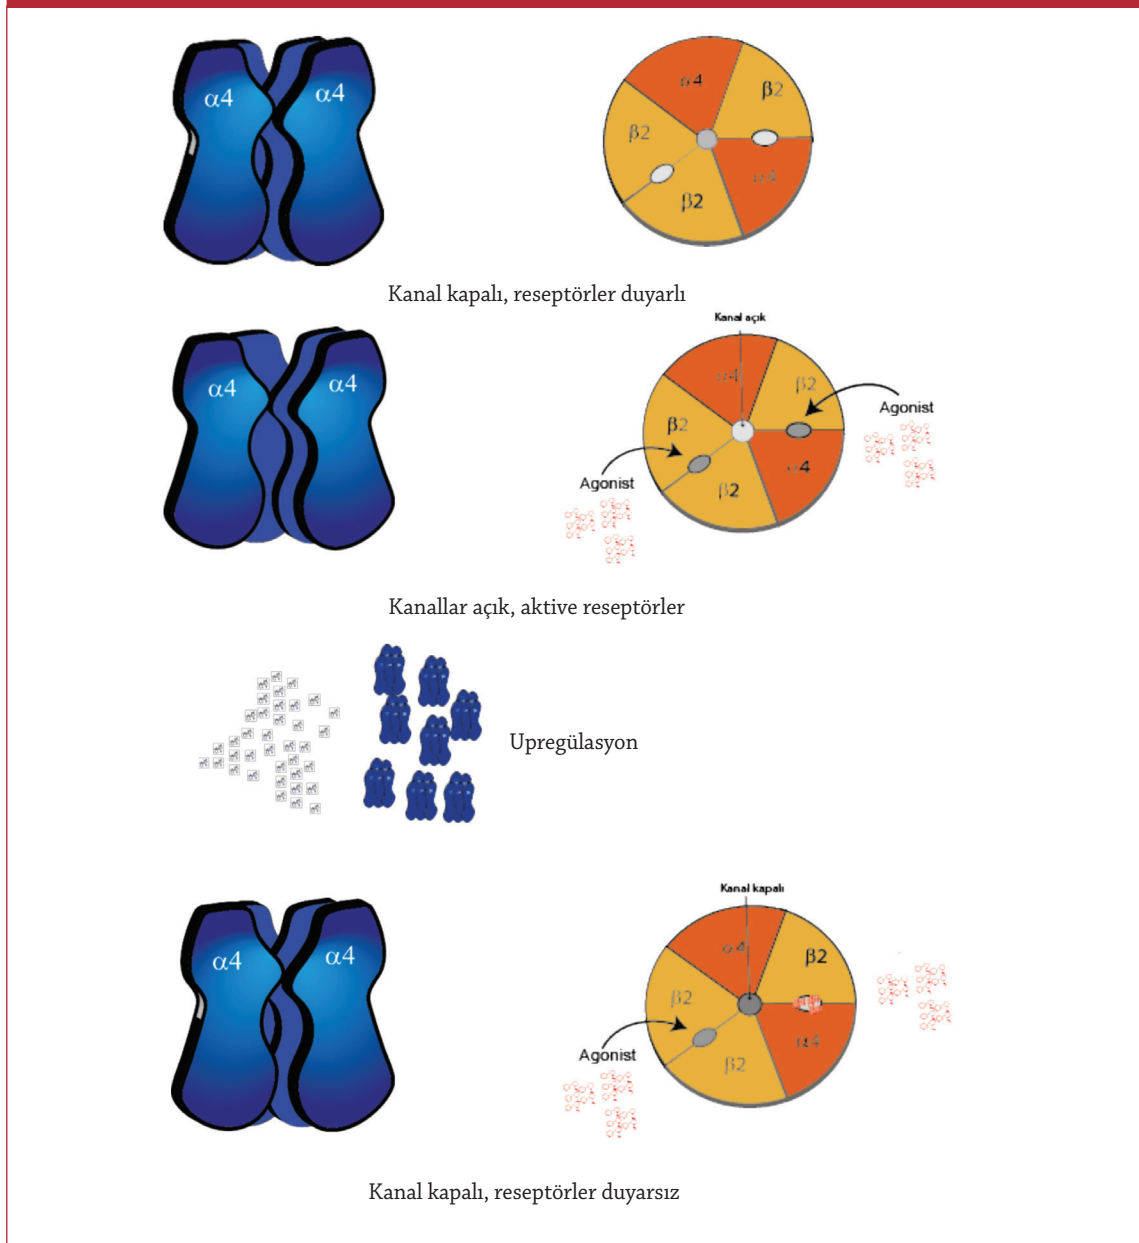 α4 α4
α4
β2
β2
α4
β2
Kanal kapalı, reseptörler duyarlı
Kanal açık
α4 α4
α4
β2
Agonist
β2
α4
Agonist
β2
Kanallar açık, aktive reseptörler
Upregülasyon
Kanal kapalı
α4 α4
α4
β2
β2
α4
Agonist
β2
Kanal kapalı, reseptörler duyarsız